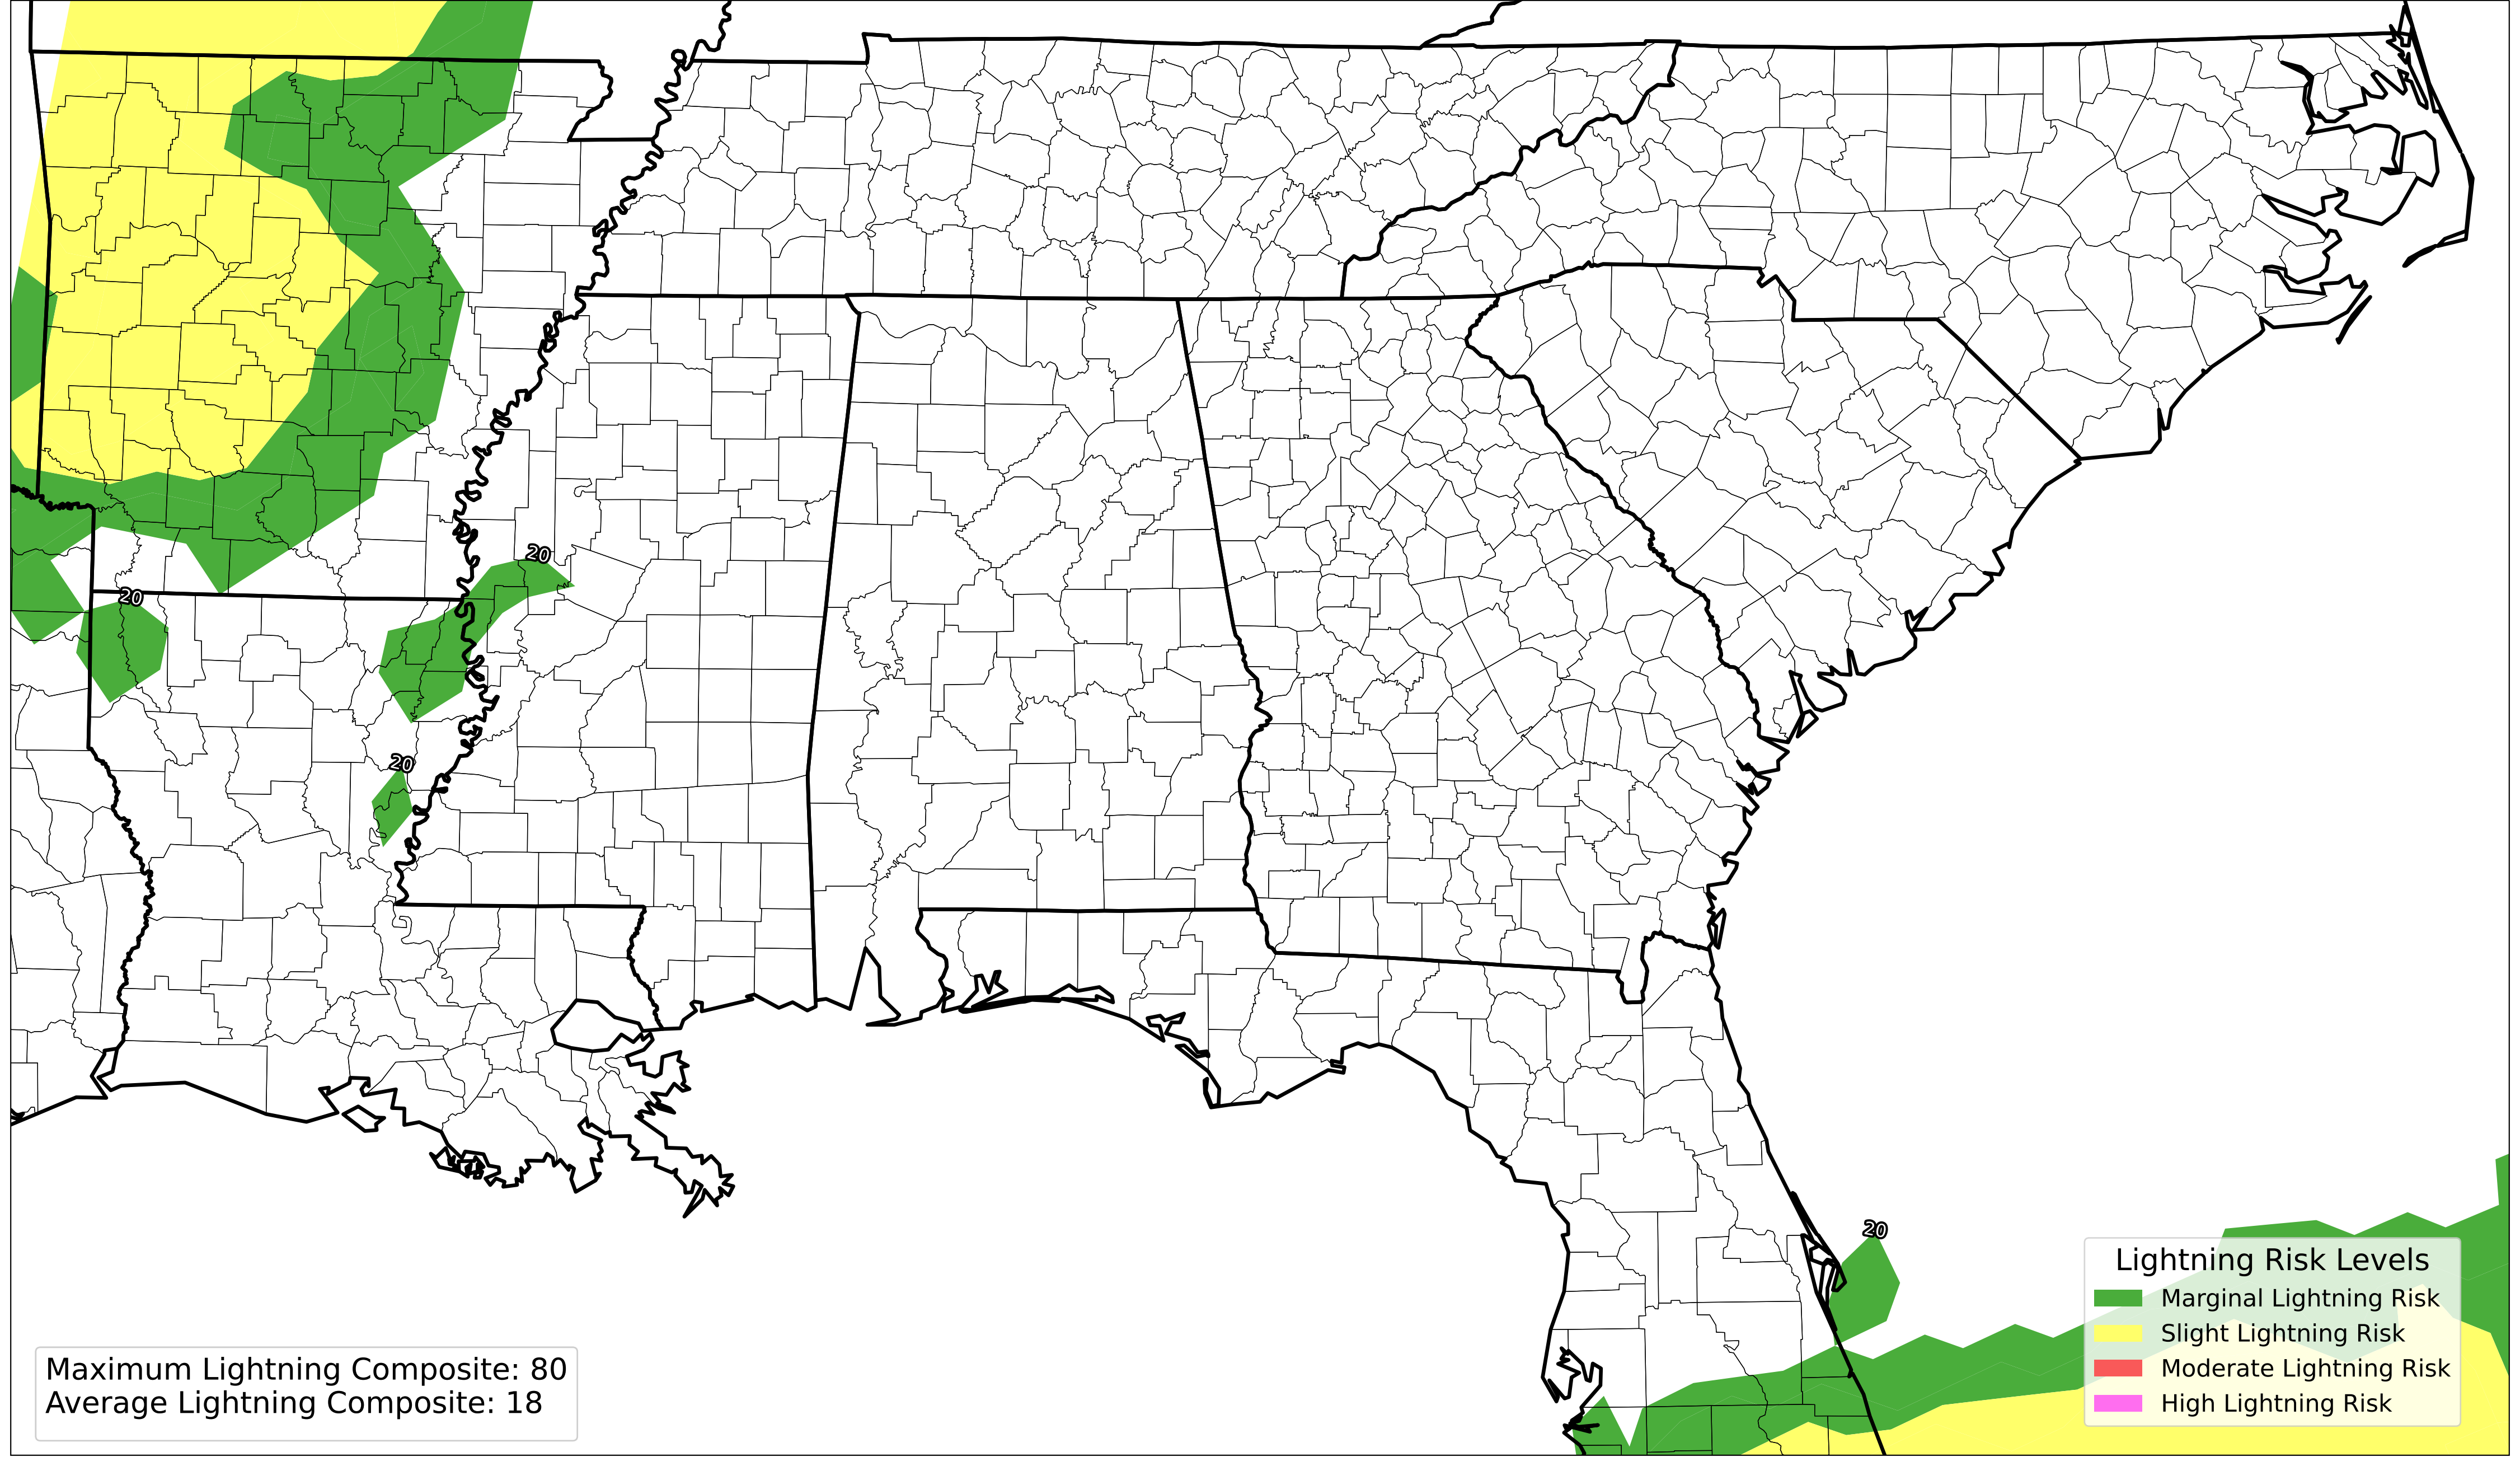 20
20
20
20
Lightning Risk Levels
Marginal Lightning Risk
Slight Lightning Risk
Moderate Lightning Risk
High Lightning Risk
Maximum Lightning Composite: 80
Average Lightning Composite: 18